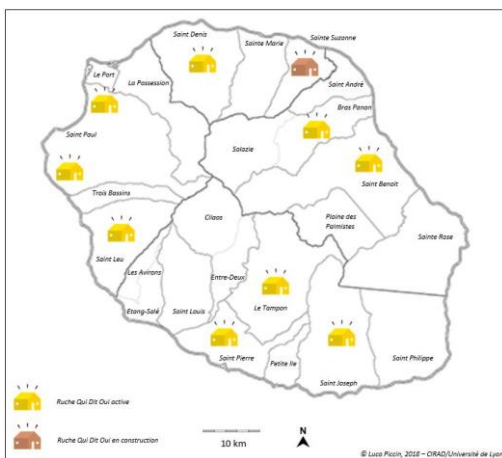 Saint Denis
Sainte Marie
Sainte Suzanne
Le Port
La Possession
Saint André
Bras Panan
Saint Paul
Salazie
Saint Benoit
Trois Bassins
Cilaos
Plaine des
Palmistes
Sainte Rose
Saint Leu
Les Avirons
Entre-Deux
Etang-Salé
Saint Louis
Le Tampon
Saint Pierre
Petite Ile
Saint Joseph
Saint Philippe
Ruche Qui Dit Oui active
Ruche Qui Dit Oui en construction
10 km
N
© Luca Piccin, 2018 – CIRAD/Université de Lyon